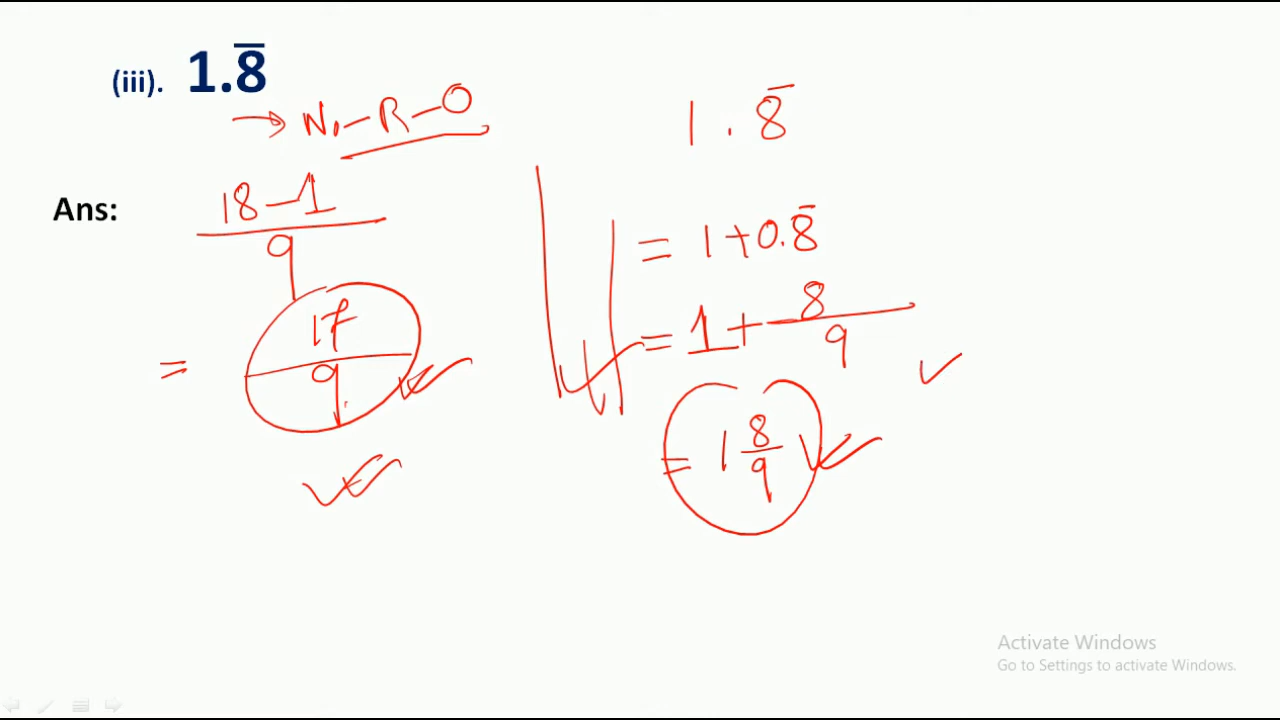 (iii). 1.8̅
→ N₁-R-O
Ans:
18-1
9
= 17
9
1.8̅
= 1+0.8̅
= 1+ 8
9
= 1 8
9
Activate Windows
Go to Settings to activate Windows.